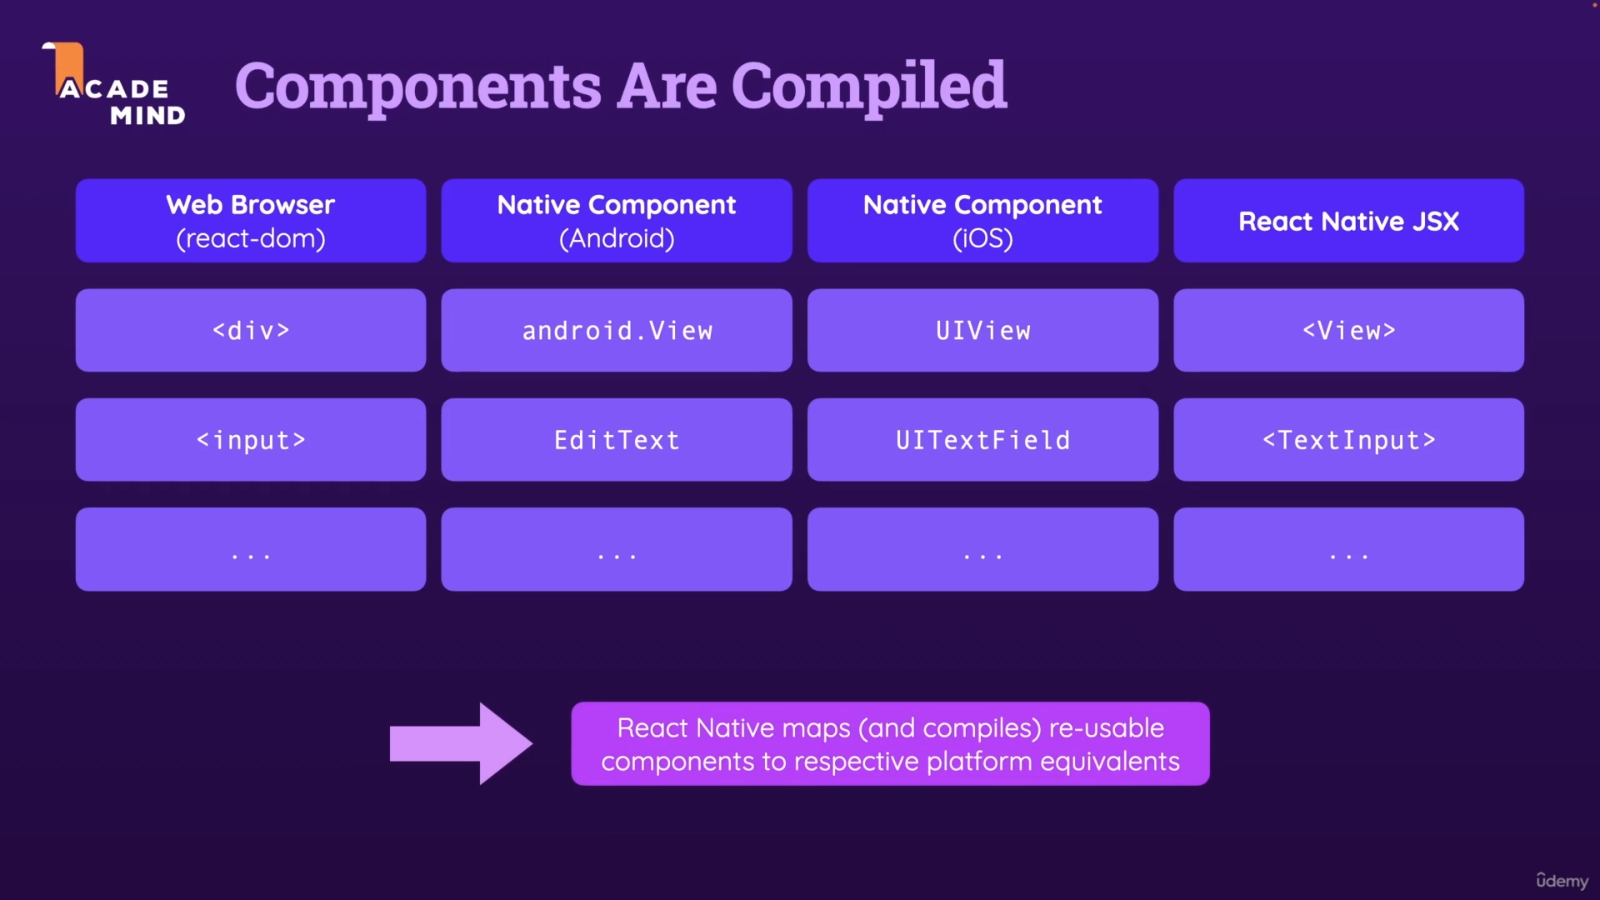 ACADE
MIND
Components Are Compiled
Web Browser
(react-dom)
Native Component
(Android)
Native Component
(iOS)
React Native JSX
<div>
android.View
UIView
<View>
<input>
EditText
UITextField
<TextInput>
...
...
...
...
React Native maps (and compiles) re-usable
components to respective platform equivalents
ûdemy